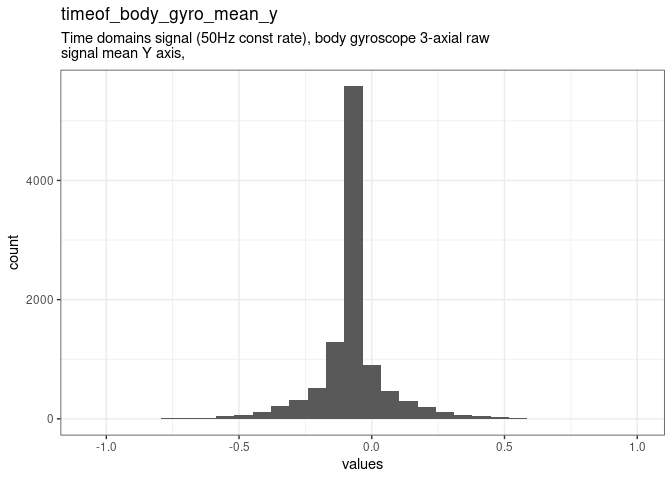 timeof_body_gyro_mean_y
Time domains signal (50Hz const rate), body gyroscope 3-axial raw
signal mean Y axis,
count
4000
2000
0
-1.0
-0.5
0.0
0.5
1.0
values